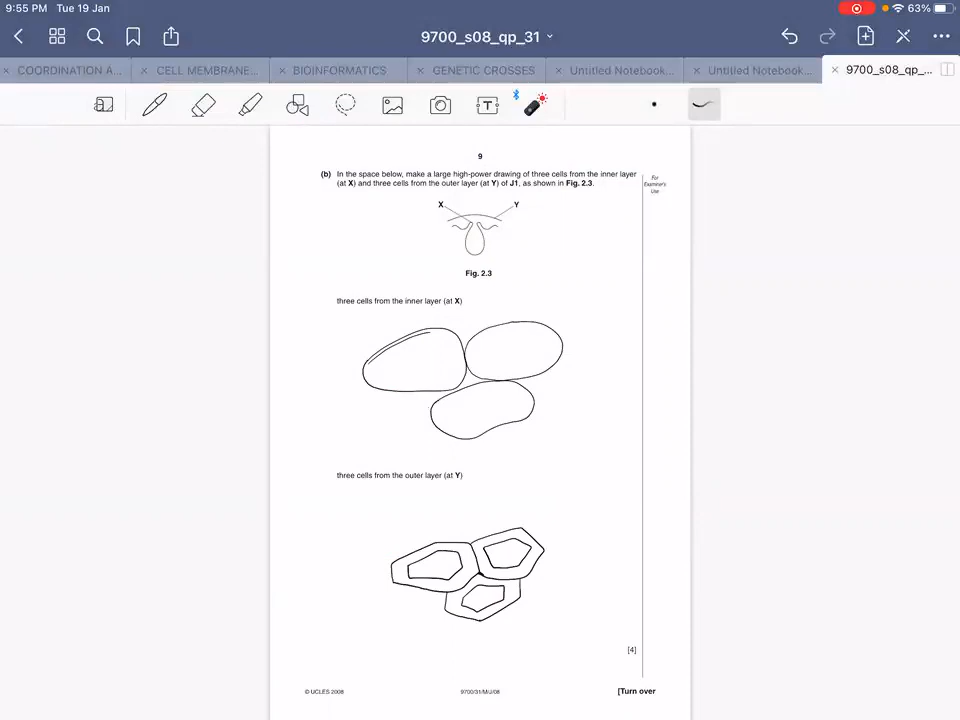 9:55 PM Tue 19 Jan
63%
9700_s08_qp_31
COORDINATION A...
CELL MEMBRANE...
BIOINFORMATICS
GENETIC CROSSES
Untitled Notebook...
Untitled Notebook...
9700_s08_qp_...
T
9
(b) In the space below, make a large high-power drawing of three cells from the inner layer
(at X) and three cells from the outer layer (at Y) of J1, as shown in Fig. 2.3.
For
Examiner's
Use
X Y
Fig. 2.3
three cells from the inner layer (at X)
three cells from the outer layer (at Y)
[4]
© UCLES 2008
9700/31/M/J/08
[Turn over